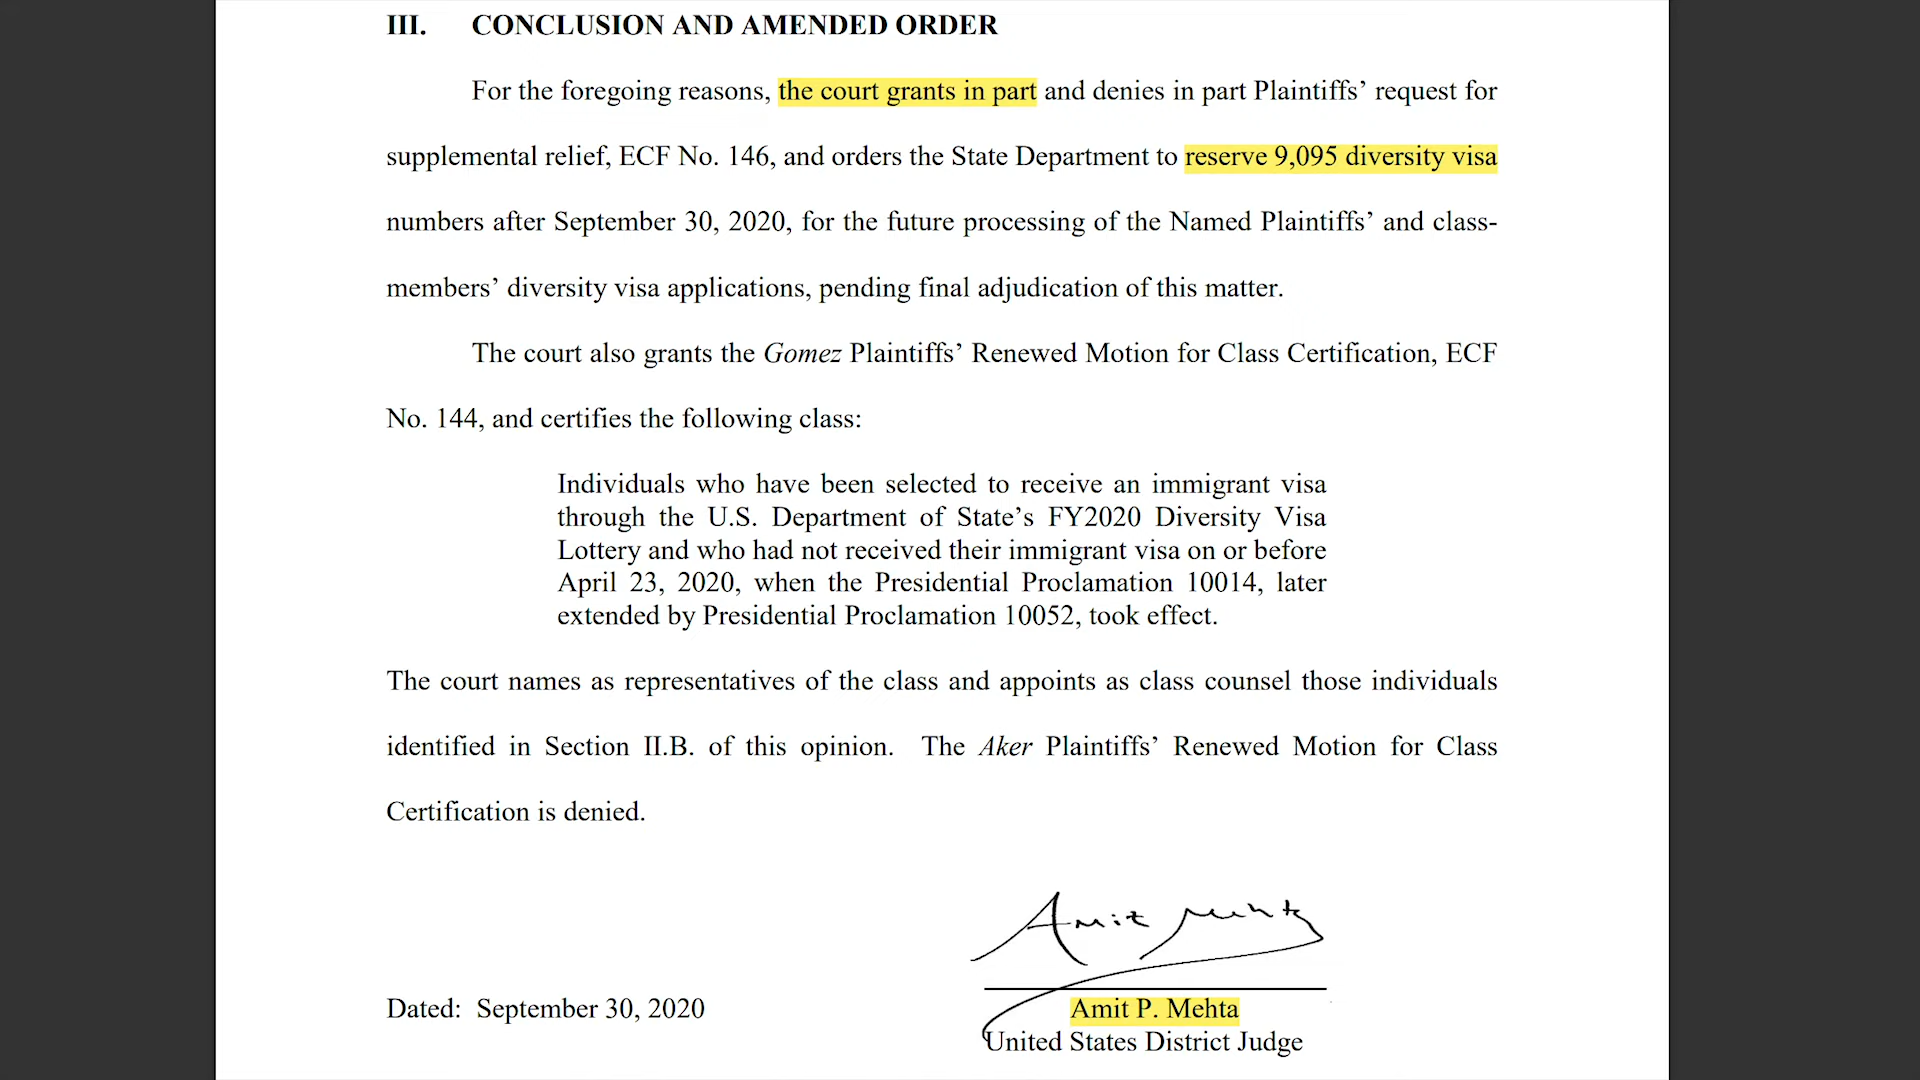 III. CONCLUSION AND AMENDED ORDER
For the foregoing reasons, the court grants in part and denies in part Plaintiffs’ request for
supplemental relief, ECF No. 146, and orders the State Department to reserve 9,095 diversity visa
numbers after September 30, 2020, for the future processing of the Named Plaintiffs’ and class-
members’ diversity visa applications, pending final adjudication of this matter.
The court also grants the Gomez Plaintiffs’ Renewed Motion for Class Certification, ECF
No. 144, and certifies the following class:
Individuals who have been selected to receive an immigrant visa
through the U.S. Department of State’s FY2020 Diversity Visa
Lottery and who had not received their immigrant visa on or before
April 23, 2020, when the Presidential Proclamation 10014, later
extended by Presidential Proclamation 10052, took effect.
The court names as representatives of the class and appoints as class counsel those individuals
identified in Section II.B. of this opinion. The Aker Plaintiffs’ Renewed Motion for Class
Certification is denied.
Amit Mehta
Dated: September 30, 2020
Amit P. Mehta
United States District Judge